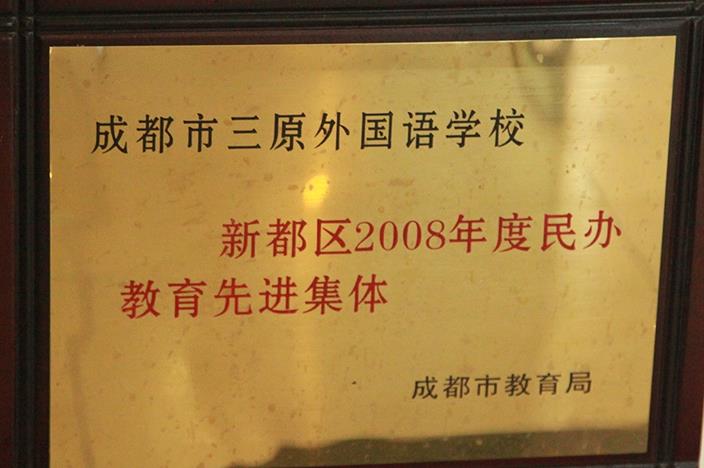 成都市三原外国语学校
新都区2008年度民办
教育先进集体
成都市教育局